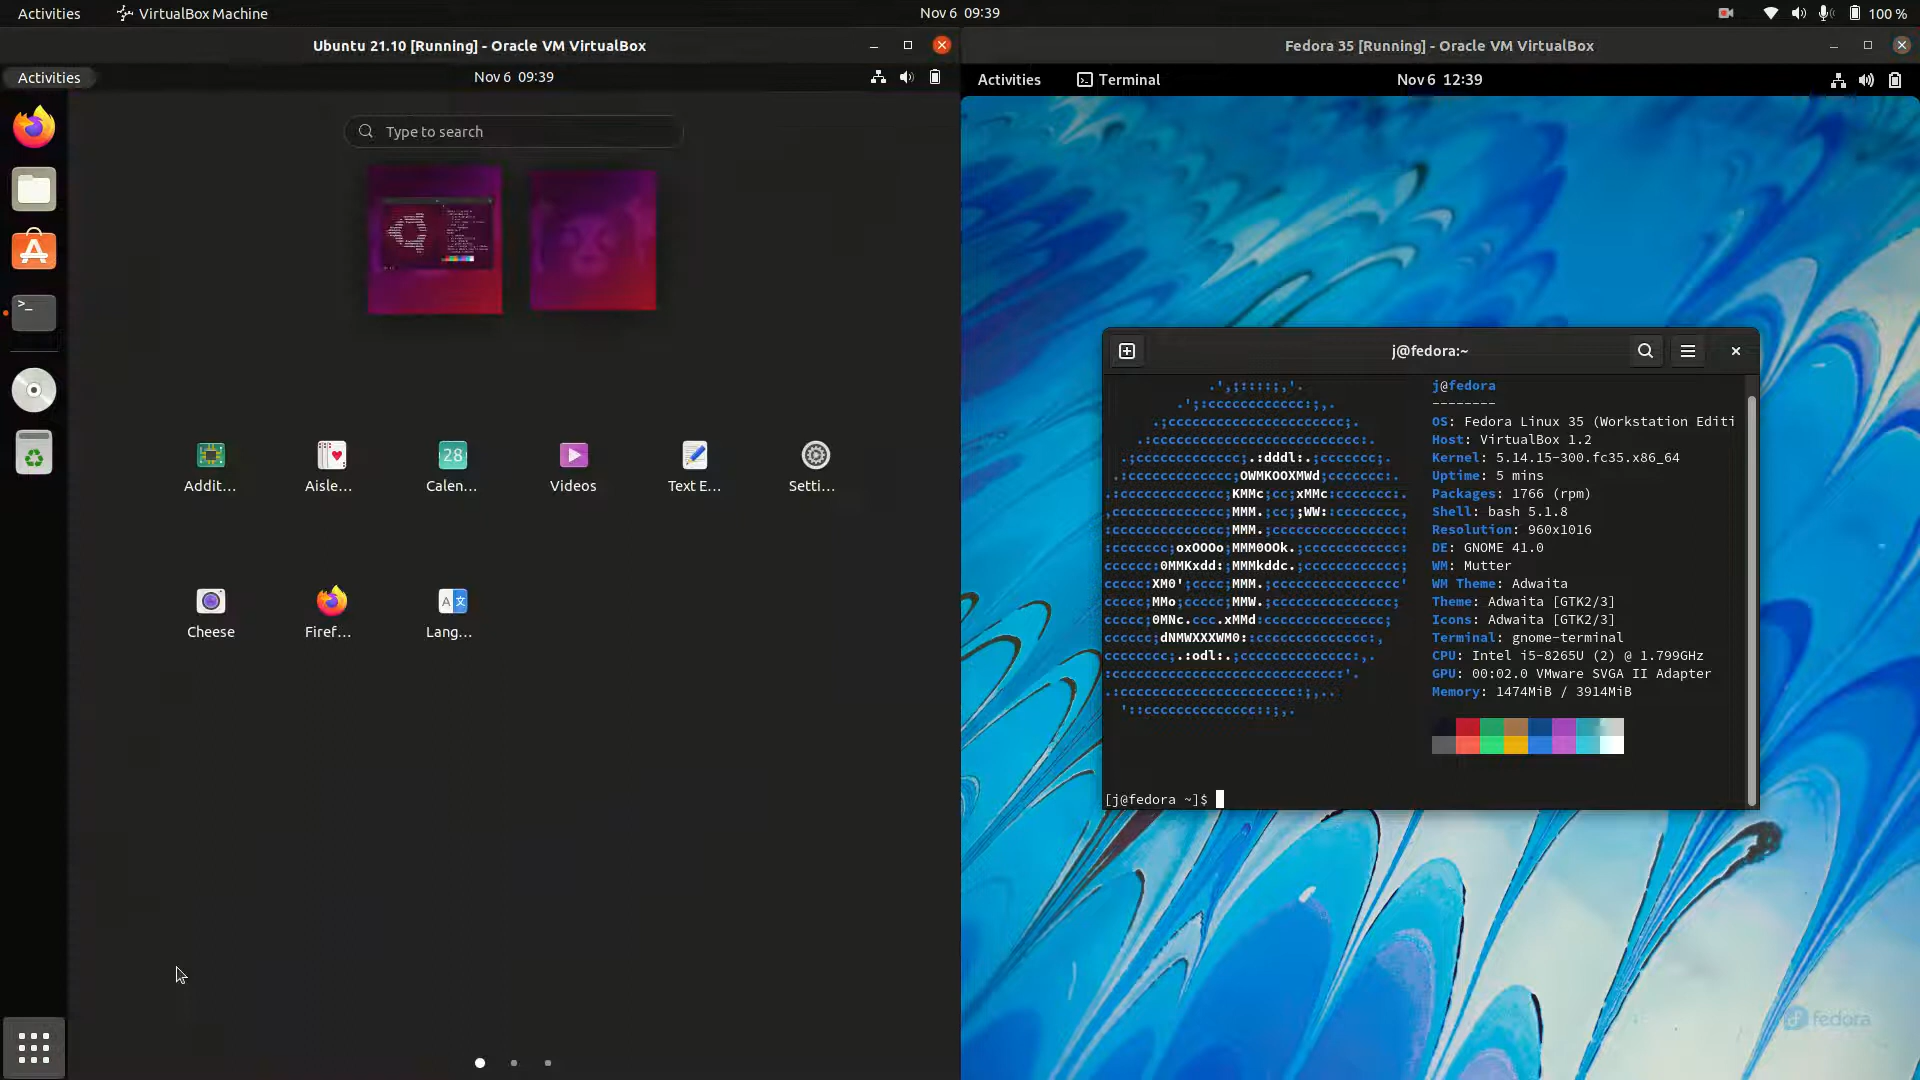 Activities VirtualBox Machine Nov 6 09:39 100 %
Ubuntu 21.10 [Running] - Oracle VM VirtualBox
Activities Nov 6 09:39
Type to search
Addit... Aisle... Calen... Videos Text E... Setti...
28
Cheese Firef... Lang...
Fedora 35 [Running] - Oracle VM VirtualBox
Activities Terminal Nov 6 12:39
j@fedora:~
j@fedora
--------
OS: Fedora Linux 35 (Workstation Editi
Host: VirtualBox 1.2
Kernel: 5.14.15-300.fc35.x86_64
Uptime: 5 mins
Packages: 1766 (rpm)
Shell: bash 5.1.8
Resolution: 960x1016
DE: GNOME 41.0
WM: Mutter
WM Theme: Adwaita
Theme: Adwaita [GTK2/3]
Icons: Adwaita [GTK2/3]
Terminal: gnome-terminal
CPU: Intel i5-8265U (2) @ 1.799GHz
GPU: 00:02.0 VMware SVGA II Adapter
Memory: 1474MiB / 3914MiB
[j@fedora ~]$
fedora